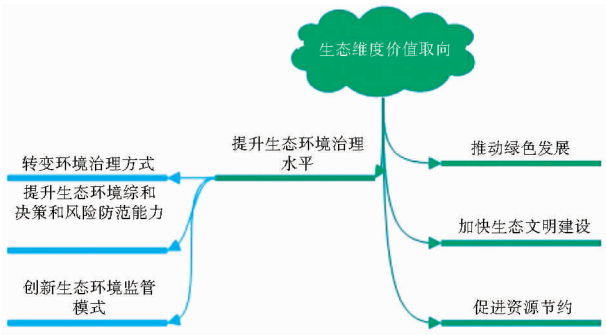 生态维度价值取向
提升生态环境治理
水平
转变环境治理方式
提升生态环境综和
决策和风险防范能力
创新生态环境监管
模式
推动绿色发展
加快生态文明建设
促进资源节约